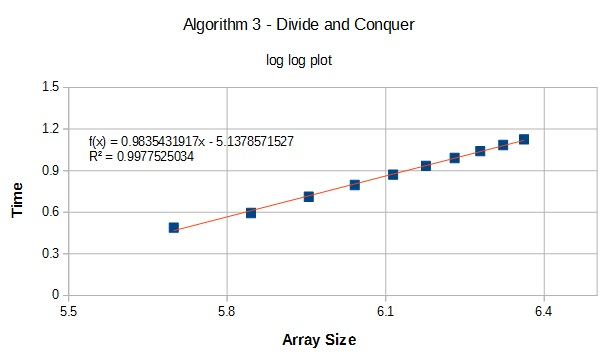 Algorithm 3 - Divide and Conquer
log log plot
1.5
1.2
f(x) = 0.9835431917x - 5.1378571527
R² = 0.9977525034
0.9
0.6
0.3
0
5.5
5.8
6.1
6.4
Time
Array Size